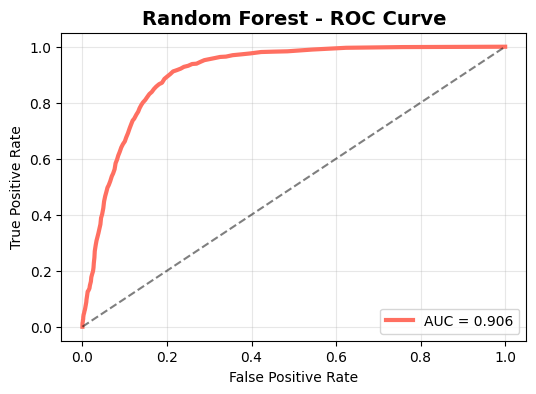 Random Forest - ROC Curve
True Positive Rate
1.0
0.8
0.6
0.4
0.2
0.0
0.0 0.2 0.4 0.6 0.8 1.0
False Positive Rate
AUC = 0.906